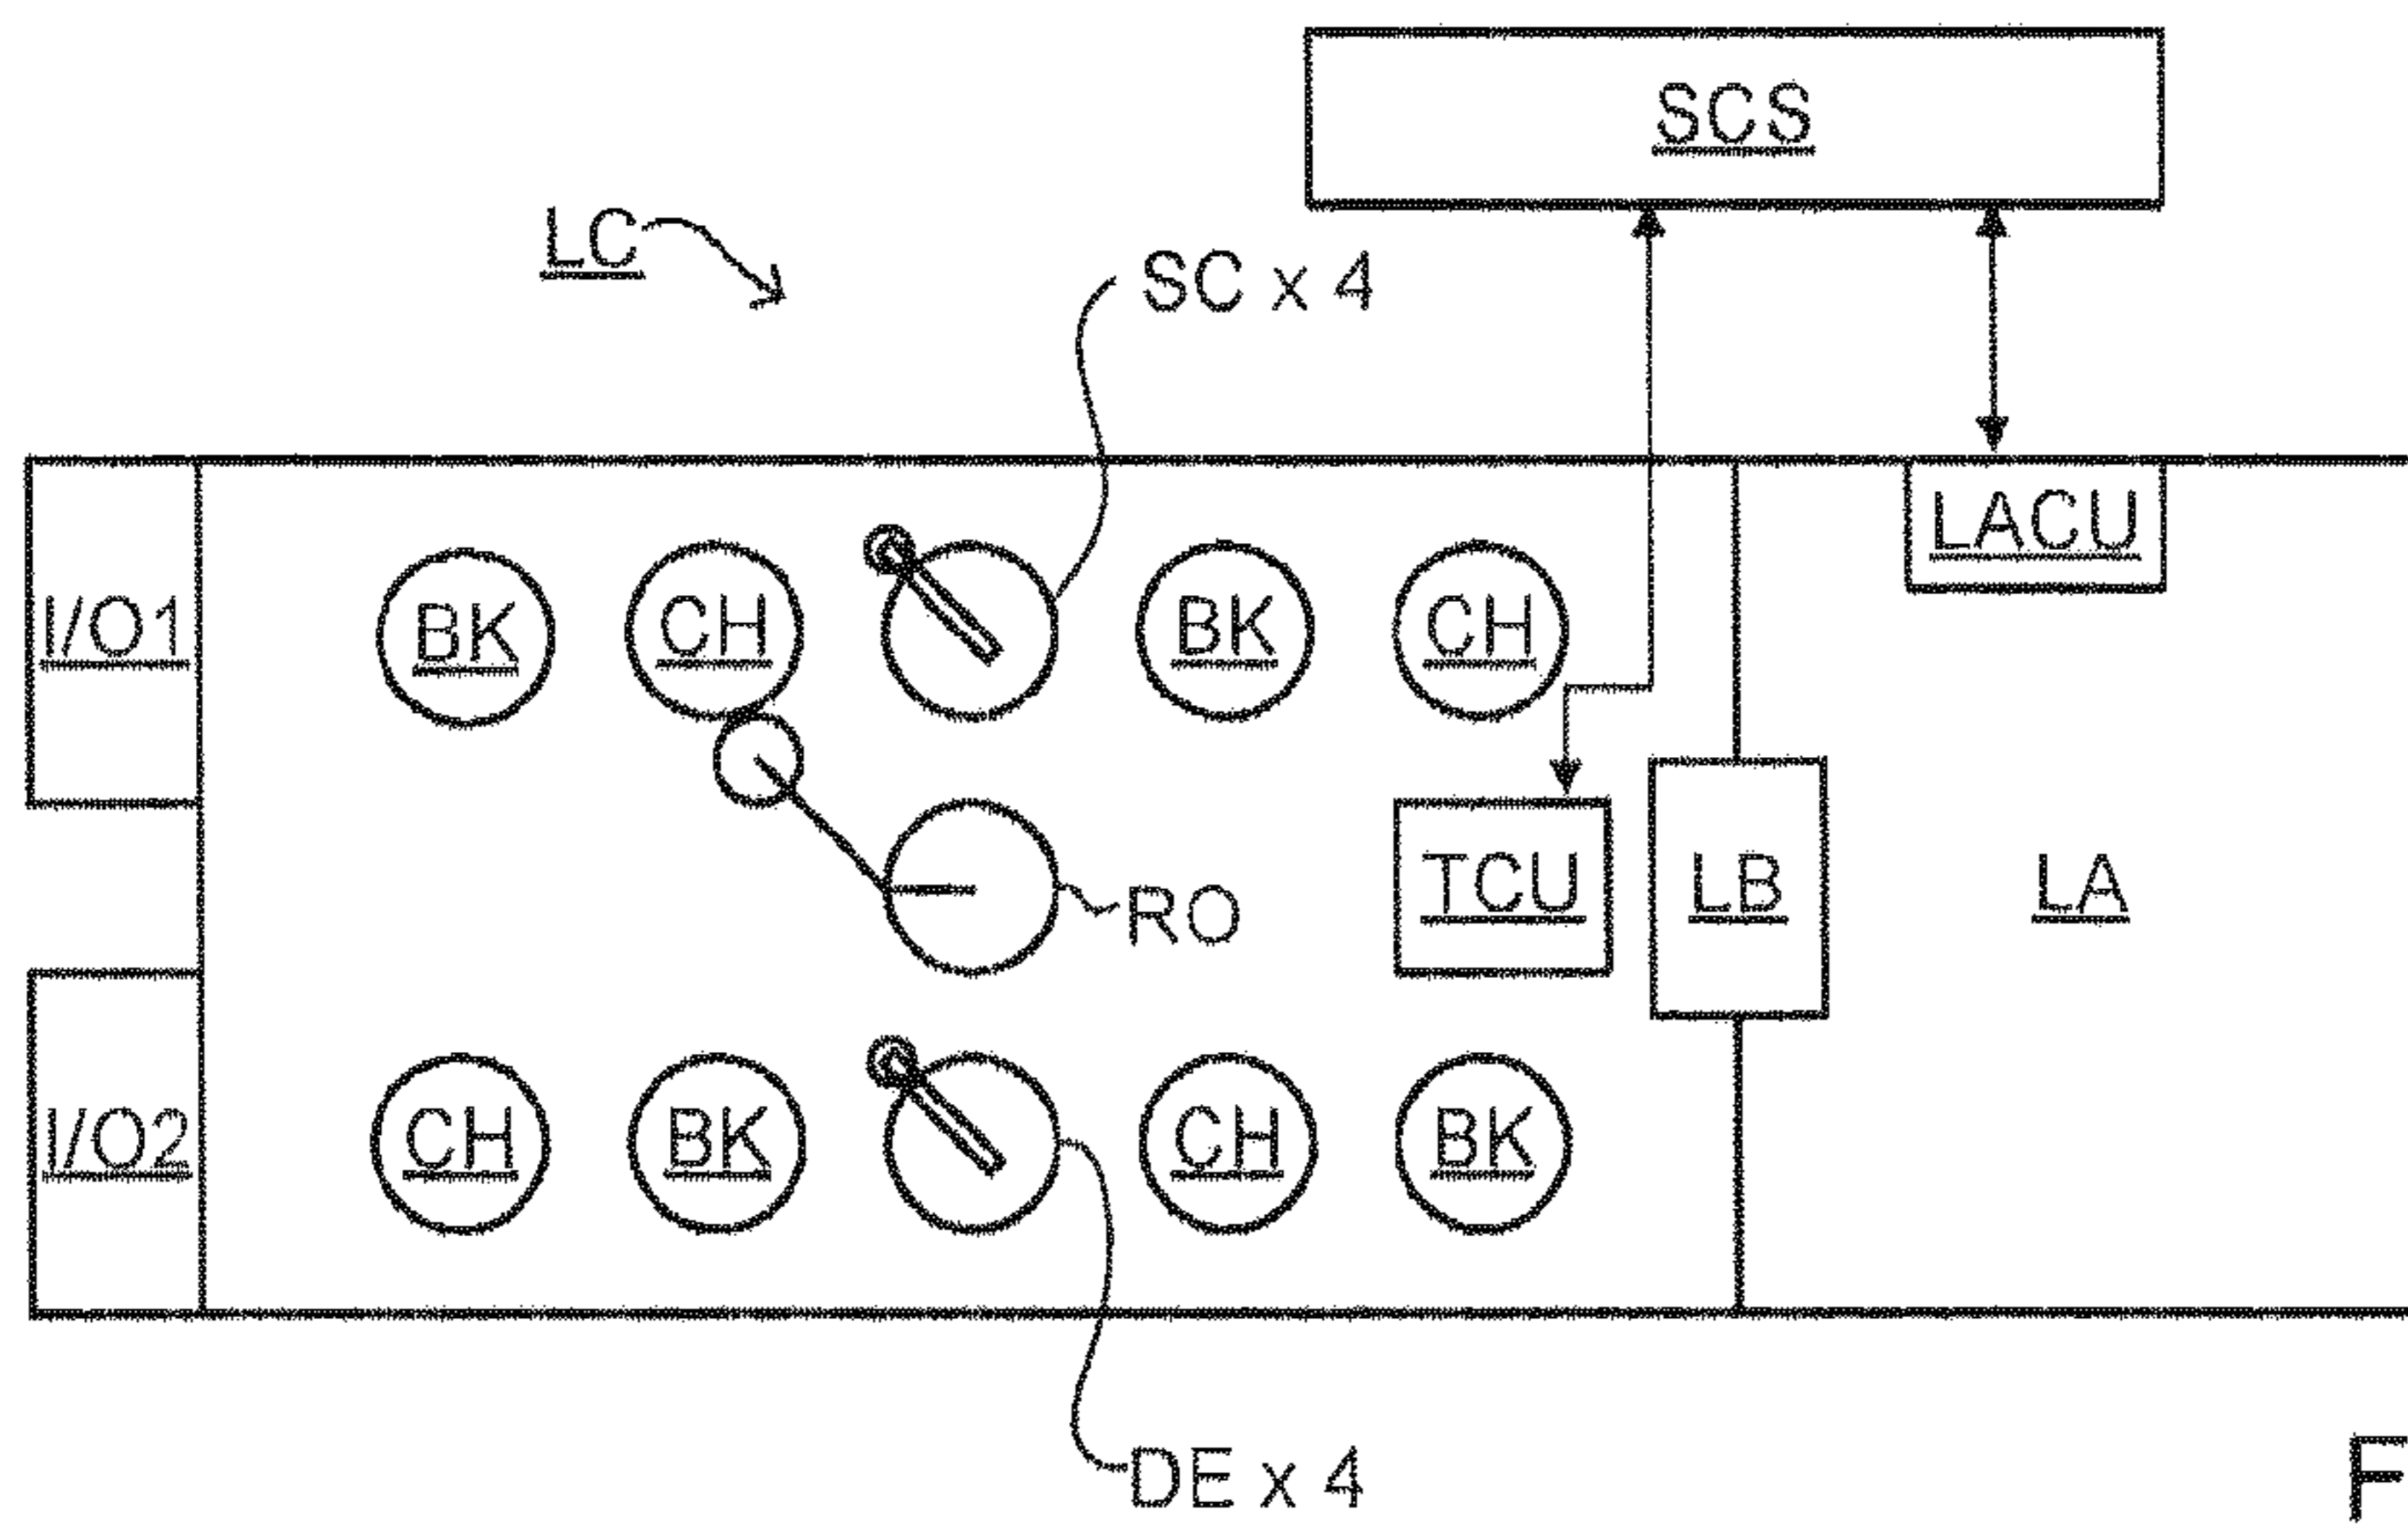 SCS
LC
SC x 4
LACU
I/O1
BK
CH
BK
CH
TCU
LB
LA
RO
I/O2
CH
BK
CH
BK
DE x 4
F